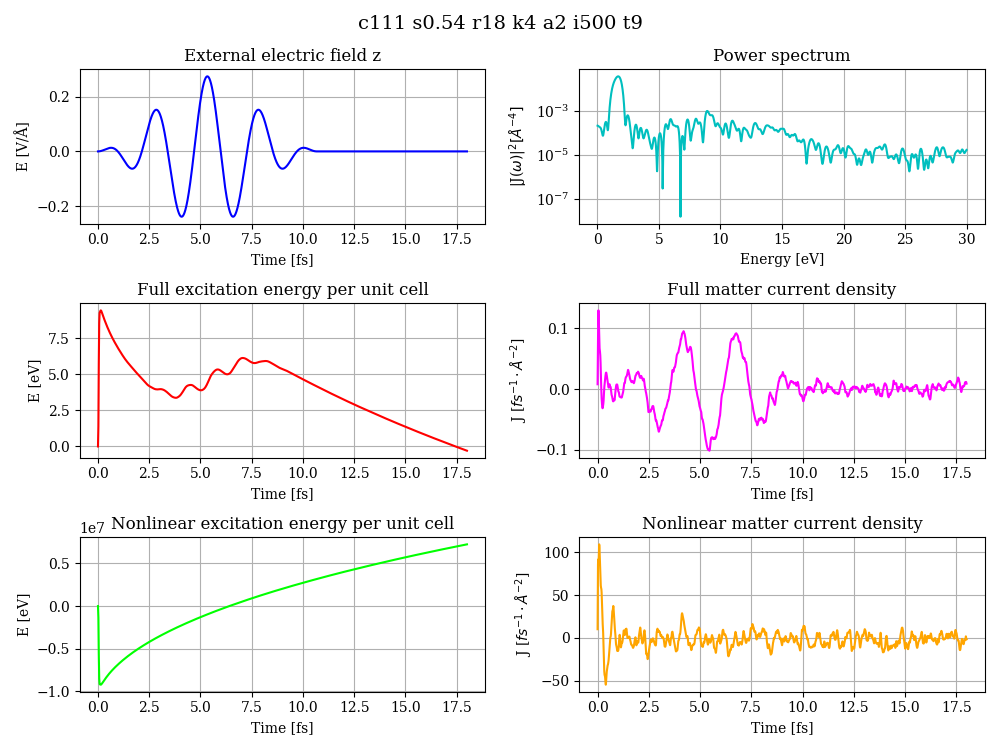 c111 s0.54 r18 k4 a2 i500 t9
External electric field z
E [V/Å]
0.2
0.0
−0.2
0.0 2.5 5.0 7.5 10.0 12.5 15.0 17.5
Time [fs]
Power spectrum
|J(ω)|² [Å⁻⁴]
10⁻³
10⁻⁵
10⁻⁷
0 5 10 15 20 25 30
Energy [eV]
Full excitation energy per unit cell
E [eV]
7.5
5.0
2.5
0.0
0.0 2.5 5.0 7.5 10.0 12.5 15.0 17.5
Time [fs]
Full matter current density
J [fs⁻¹ · Å⁻²]
0.1
0.0
−0.1
0.0 2.5 5.0 7.5 10.0 12.5 15.0 17.5
Time [fs]
1e7 Nonlinear excitation energy per unit cell
E [eV]
0.5
0.0
−0.5
−1.0
0.0 2.5 5.0 7.5 10.0 12.5 15.0 17.5
Time [fs]
Nonlinear matter current density
J [fs⁻¹ · Å⁻²]
100
50
0
−50
0.0 2.5 5.0 7.5 10.0 12.5 15.0 17.5
Time [fs]